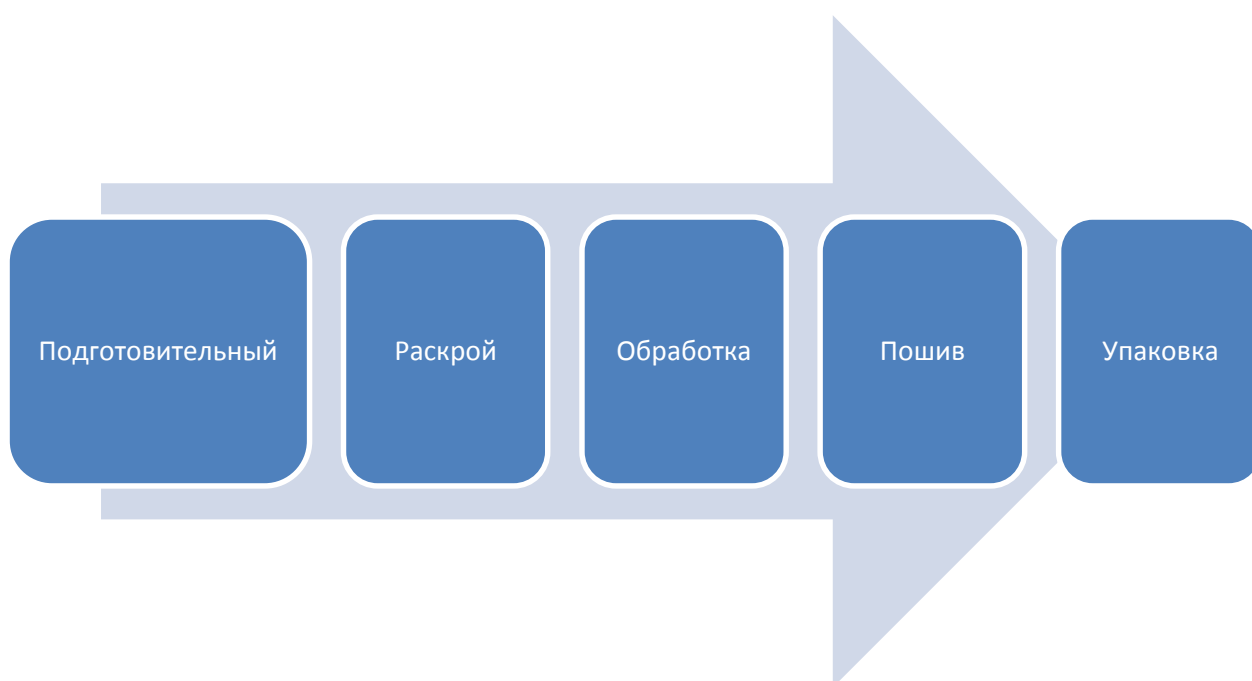 Подготовительный
Раскрой
Обработка
Пошив
Упаковка